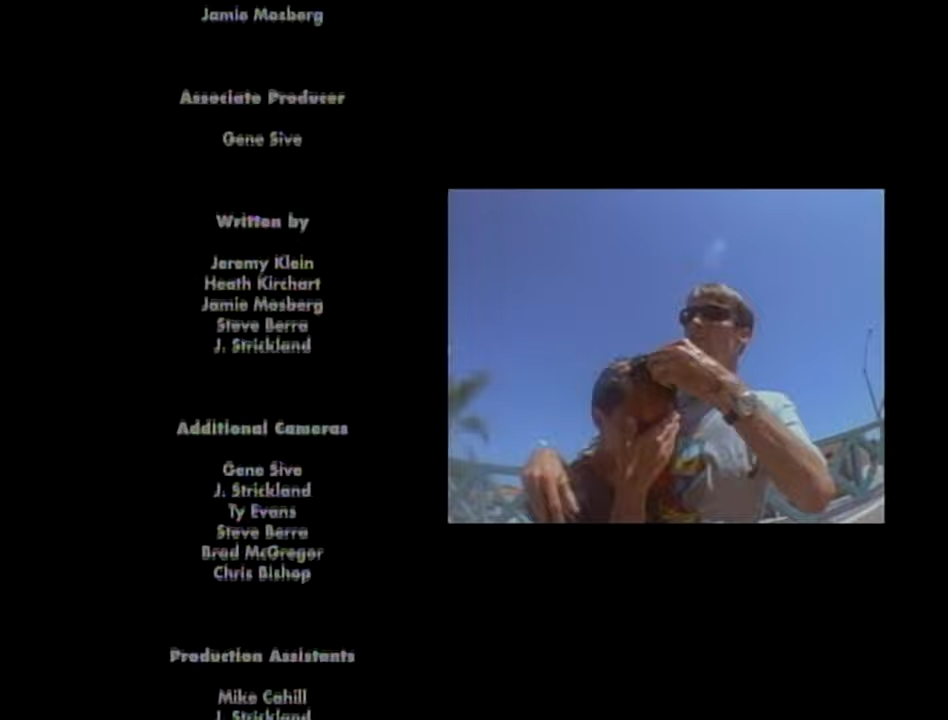 Jamie Mosberg
Associate Producer
Gene Sive
Written by
Jeremy Klein
Heath Kirchart
Jamie Mosberg
Steve Berra
J. Strickland
Additional Cameras
Gene Sive
J. Strickland
Ty Evans
Steve Berra
Brad McGregor
Chris Bishop
Production Assistants
Mike Cahill
J. Strickland